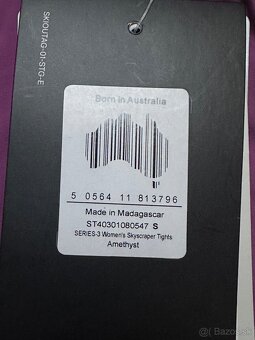 SKIOUTAG-01-STG-E
Born in Australia
5 0564 11 813796
Made in Madagascar
ST40301080547 S
SERIES-3 Women's Skyscraper Tights
Amethyst
Bazos.sk